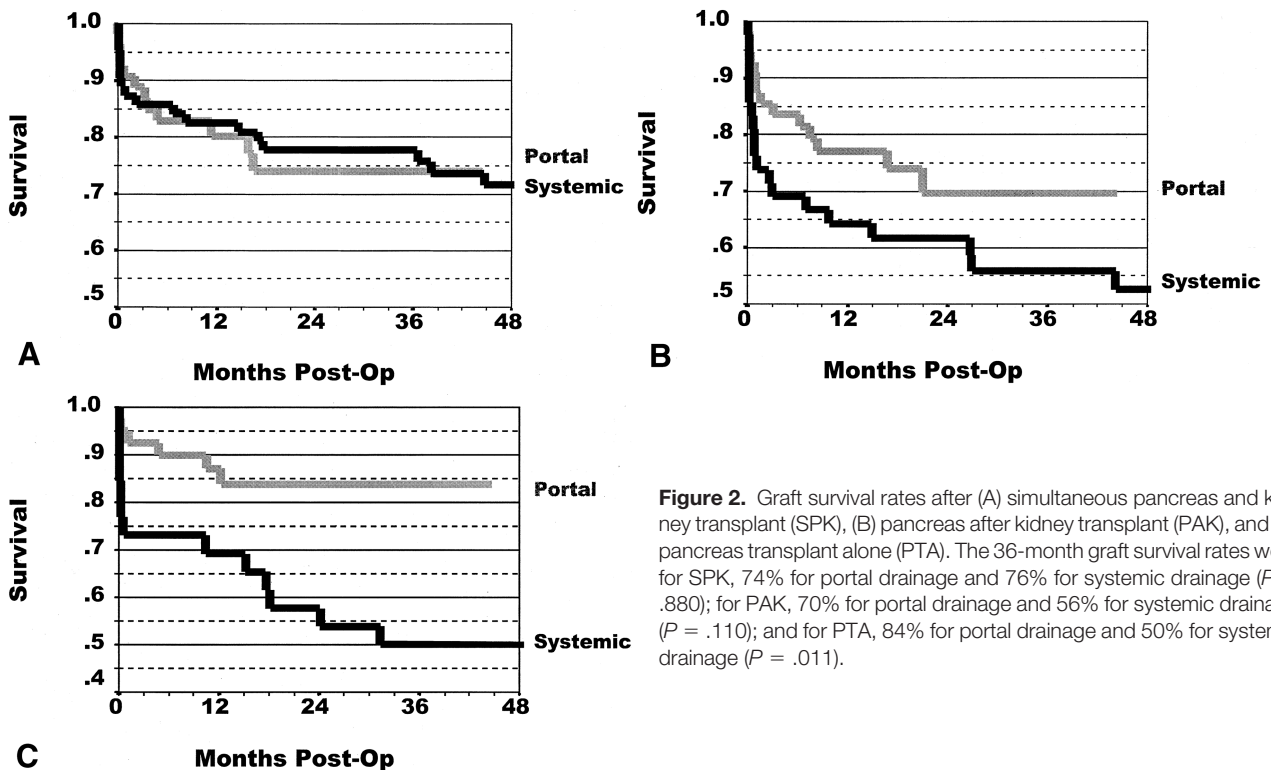 1.0
.9
.8
.7
.6
.5
Survival
Portal
Systemic
0 12 24 36 48
A
Months Post-Op
1.0
.9
.8
.7
.6
.5
Survival
Portal
Systemic
0 12 24 36 48
B
Months Post-Op
1.0
.9
.8
.7
.6
.5
.4
Survival
Portal
Systemic
0 12 24 36 48
C
Months Post-Op
Figure 2. Graft survival rates after (A) simultaneous pancreas and k
ney transplant (SPK), (B) pancreas after kidney transplant (PAK), and
pancreas transplant alone (PTA). The 36-month graft survival rates we
for SPK, 74% for portal drainage and 76% for systemic drainage (P
.880); for PAK, 70% for portal drainage and 56% for systemic draina
(P = .110); and for PTA, 84% for portal drainage and 50% for system
drainage (P = .011).